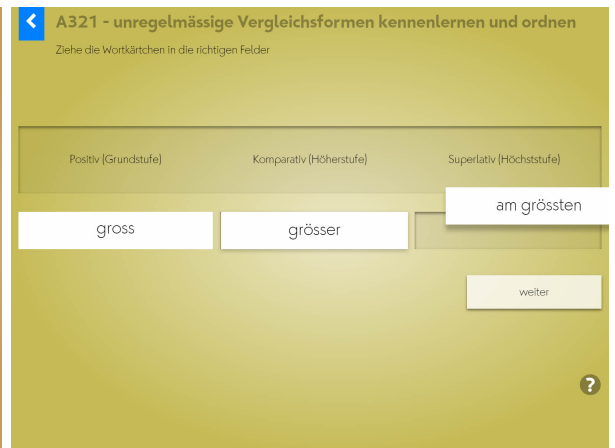 A321 - unregelmässige Vergleichsformen kennenlernen und ordnen
Ziehe die Wortkärtchen in die richtigen Felder
Positiv (Grundstufe) Komparativ (Höherstufe) Superlativ (Höchststufe)
am grössten
gross grösser
weiter
?